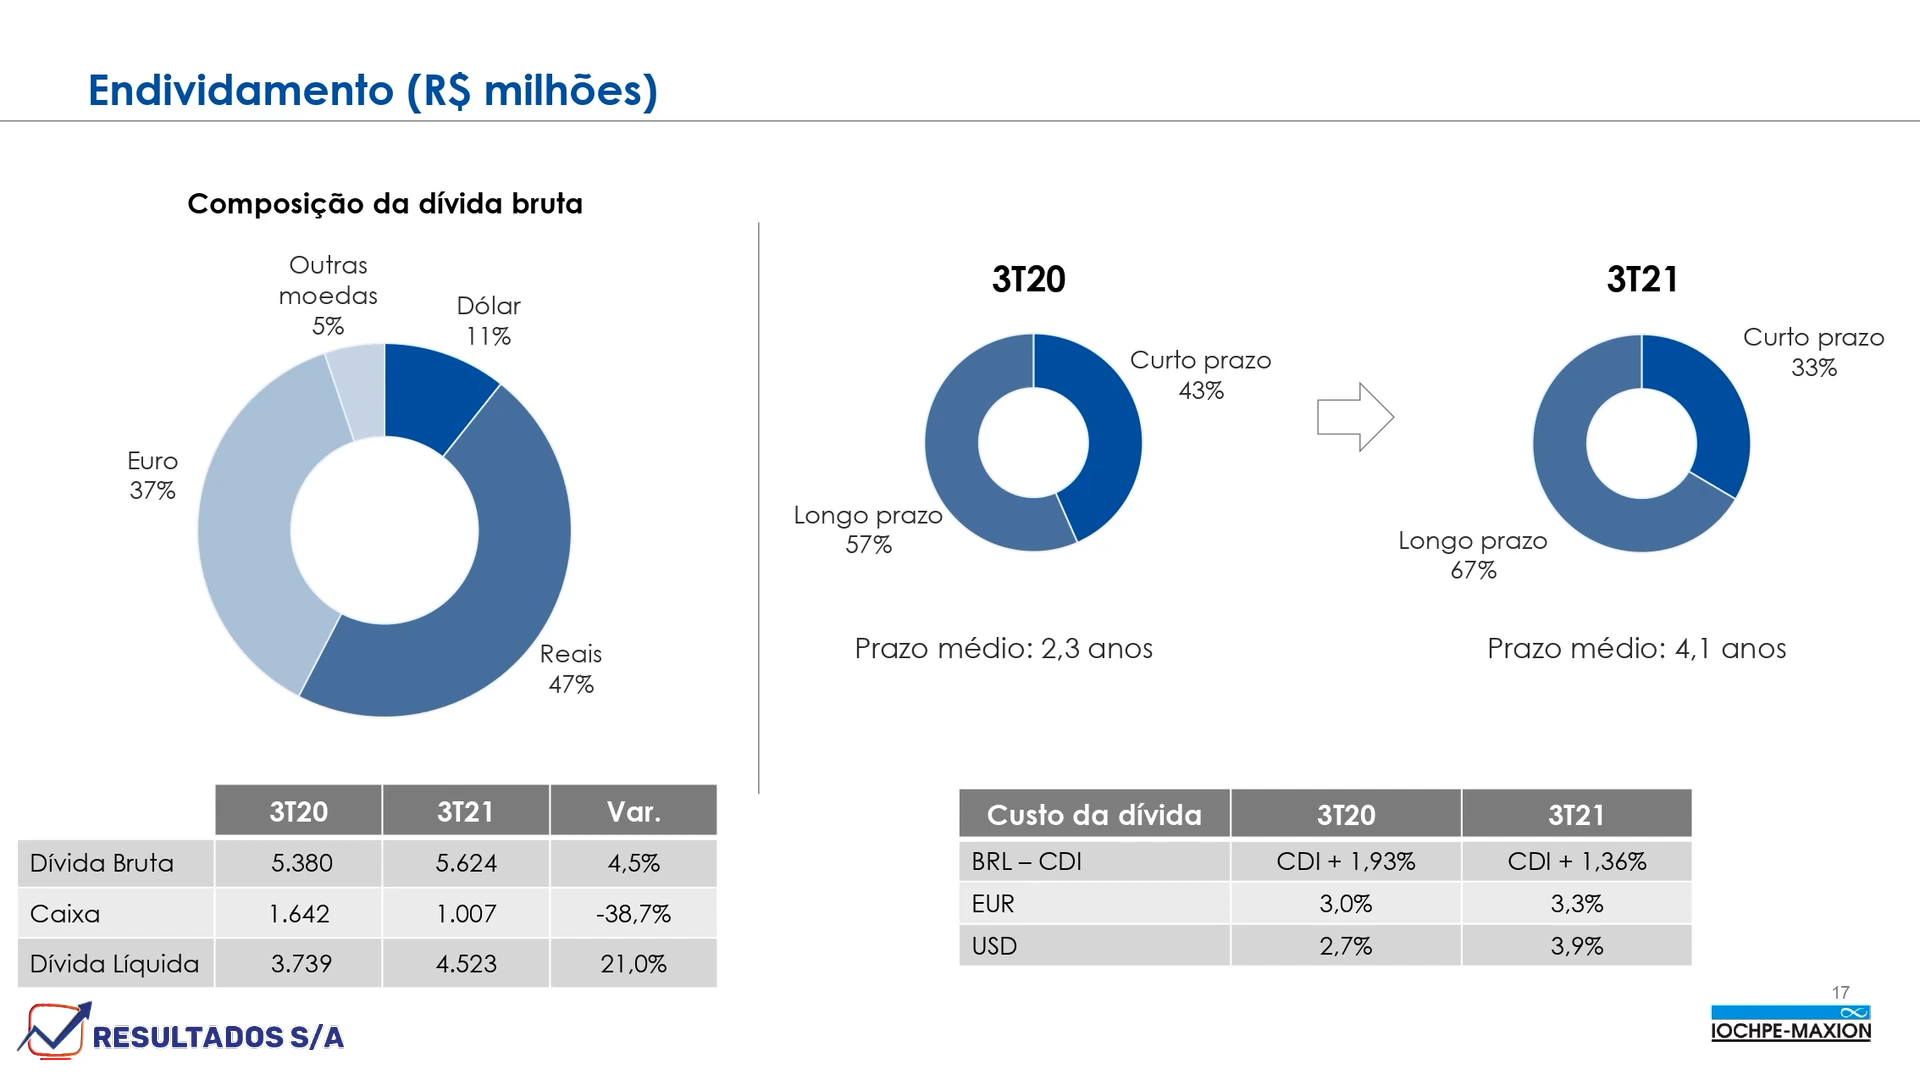 Endividamento (R$ milhões)
Composição da dívida bruta
Outras
moedas
5%
Dólar
11%
Euro
37%
Reais
47%
3T20
Curto prazo
43%
Longo prazo
57%
Prazo médio: 2,3 anos
3T21
Curto prazo
33%
Longo prazo
67%
Prazo médio: 4,1 anos
3T20 3T21 Var.
Dívida Bruta 5.380 5.624 4,5%
Caixa 1.642 1.007 -38,7%
Dívida Líquida 3.739 4.523 21,0%
Custo da dívida 3T20 3T21
BRL – CDI CDI + 1,93% CDI + 1,36%
EUR 3,0% 3,3%
USD 2,7% 3,9%
17
RESULTADOS S/A
IOCHPE-MAXION